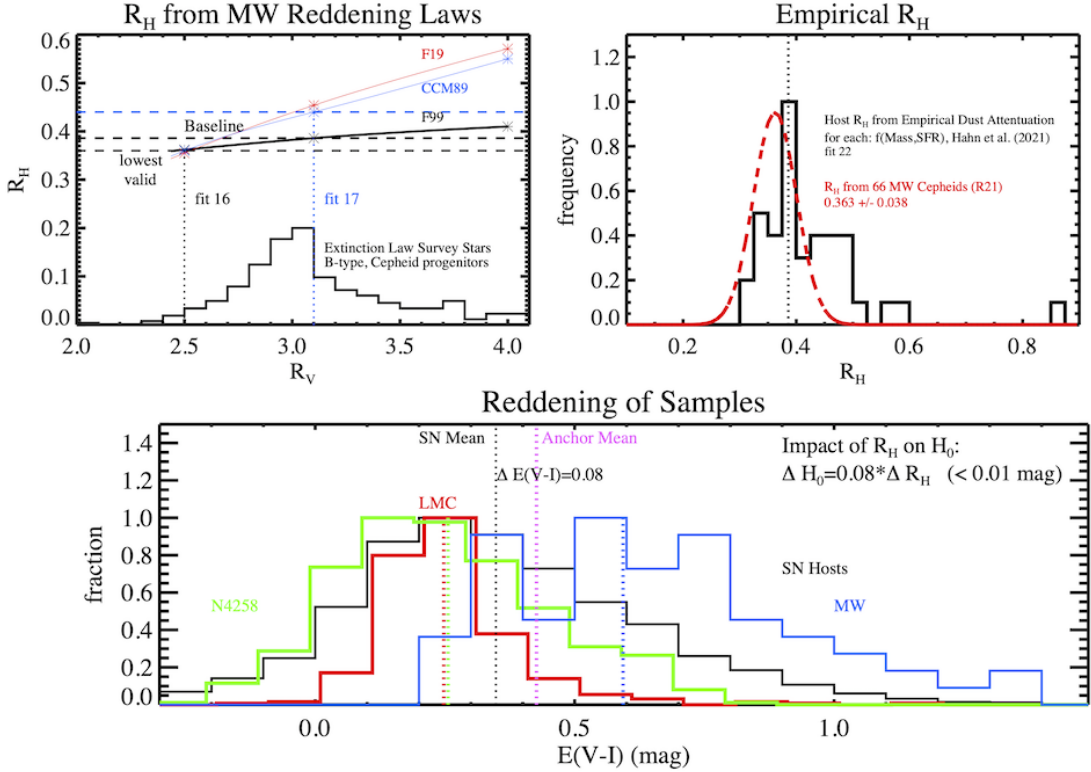 R_H from MW Reddening Laws
0.6
0.5
0.4
0.3
0.2
0.1
0.0
R_H
F19
CCM89
F99
Baseline
lowest
valid
fit 16
fit 17
Extinction Law Survey Stars
B-type, Cepheid progenitors
2.0
2.5
3.0
3.5
4.0
R_V
Empirical R_H
1.2
1.0
0.8
0.6
0.4
0.2
0.0
frequency
Host R_H from Empirical Dust Attentuation
for each: f(Mass,SFR), Hahn et al. (2021)
fit 22
R_H from 66 MW Cepheids (R21)
0.363 +/- 0.038
0.2
0.4
0.6
0.8
R_H
Reddening of Samples
1.4
1.2
1.0
0.8
0.6
0.4
0.2
0.0
fraction
SN Mean
Anchor Mean
Δ E(V-I)=0.08
Impact of R_H on H_0:
Δ H_0=0.08*Δ R_H (< 0.01 mag)
LMC
N4258
SN Hosts
MW
0.0
0.5
1.0
E(V-I) (mag)